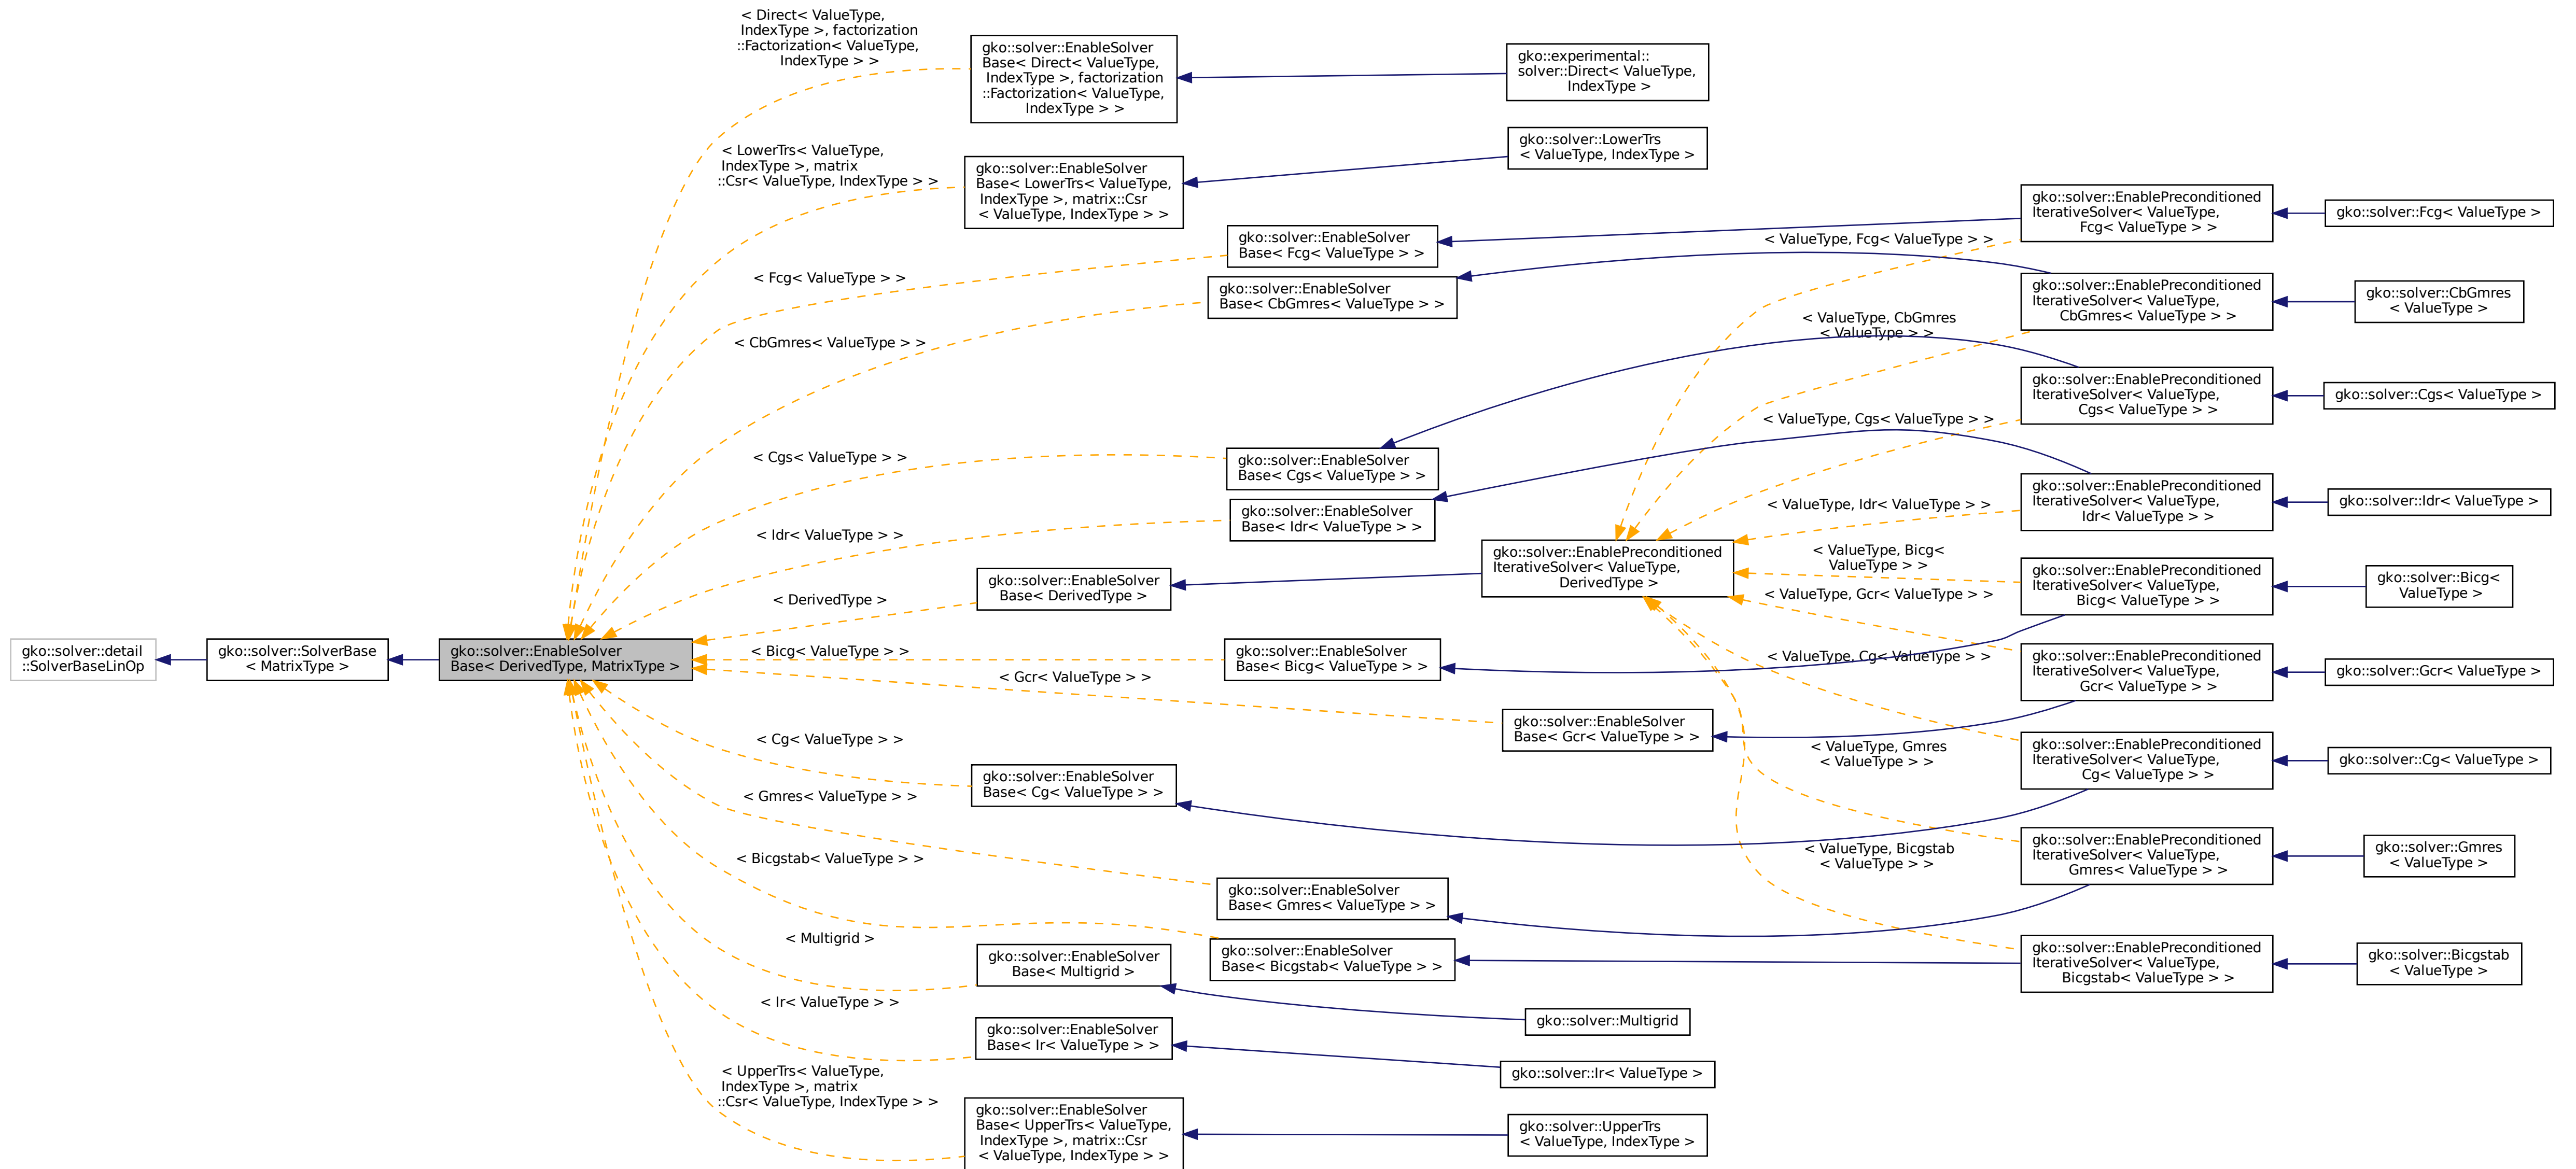 gko::solver::detail
::SolverBaseLinOp
gko::solver::SolverBase
< MatrixType >
gko::solver::EnableSolver
Base< DerivedType, MatrixType >
< Direct< ValueType,
IndexType >, factorization
::Factorization< ValueType,
IndexType > >
< LowerTrs< ValueType,
IndexType >, matrix
::Csr< ValueType, IndexType > >
< Fcg< ValueType > >
< CbGmres< ValueType > >
< Cgs< ValueType > >
< Idr< ValueType > >
< DerivedType >
< Bicg< ValueType > >
< Gcr< ValueType > >
< Cg< ValueType > >
< Gmres< ValueType > >
< Bicgstab< ValueType > >
< Multigrid >
< Ir< ValueType > >
< UpperTrs< ValueType,
IndexType >, matrix
::Csr< ValueType, IndexType > >
gko::solver::EnableSolver
Base< Direct< ValueType,
IndexType >, factorization
::Factorization< ValueType,
IndexType > >
gko::solver::EnableSolver
Base< LowerTrs< ValueType,
IndexType >, matrix::Csr
< ValueType, IndexType > >
gko::solver::EnableSolver
Base< Fcg< ValueType > >
gko::solver::EnableSolver
Base< CbGmres< ValueType > >
gko::solver::EnableSolver
Base< Cgs< ValueType > >
gko::solver::EnableSolver
Base< Idr< ValueType > >
gko::solver::EnableSolver
Base< DerivedType >
gko::solver::EnableSolver
Base< Bicg< ValueType > >
gko::solver::EnableSolver
Base< Gcr< ValueType > >
gko::solver::EnableSolver
Base< Cg< ValueType > >
gko::solver::EnableSolver
Base< Gmres< ValueType > >
gko::solver::EnableSolver
Base< Bicgstab< ValueType > >
gko::solver::EnableSolver
Base< Multigrid >
gko::solver::EnableSolver
Base< Ir< ValueType > >
gko::solver::EnableSolver
Base< UpperTrs< ValueType,
IndexType >, matrix::Csr
< ValueType, IndexType > >
gko::experimental::
solver::Direct< ValueType,
IndexType >
gko::solver::LowerTrs
< ValueType, IndexType >
gko::solver::EnablePreconditioned
IterativeSolver< ValueType,
DerivedType >
gko::solver::Multigrid
gko::solver::Ir< ValueType >
gko::solver::UpperTrs
< ValueType, IndexType >
< ValueType, Fcg< ValueType > >
< ValueType, CbGmres
< ValueType > >
< ValueType, Cgs< ValueType > >
< ValueType, Idr< ValueType > >
< ValueType, Bicg<
ValueType > >
< ValueType, Gcr< ValueType > >
< ValueType, Cg< ValueType > >
< ValueType, Gmres
< ValueType > >
< ValueType, Bicgstab
< ValueType > >
gko::solver::EnablePreconditioned
IterativeSolver< ValueType,
Fcg< ValueType > >
gko::solver::EnablePreconditioned
IterativeSolver< ValueType,
CbGmres< ValueType > >
gko::solver::EnablePreconditioned
IterativeSolver< ValueType,
Cgs< ValueType > >
gko::solver::EnablePreconditioned
IterativeSolver< ValueType,
Idr< ValueType > >
gko::solver::EnablePreconditioned
IterativeSolver< ValueType,
Bicg< ValueType > >
gko::solver::EnablePreconditioned
IterativeSolver< ValueType,
Gcr< ValueType > >
gko::solver::EnablePreconditioned
IterativeSolver< ValueType,
Cg< ValueType > >
gko::solver::EnablePreconditioned
IterativeSolver< ValueType,
Gmres< ValueType > >
gko::solver::EnablePreconditioned
IterativeSolver< ValueType,
Bicgstab< ValueType > >
gko::solver::Fcg< ValueType >
gko::solver::CbGmres
< ValueType >
gko::solver::Cgs< ValueType >
gko::solver::Idr< ValueType >
gko::solver::Bicg<
ValueType >
gko::solver::Gcr< ValueType >
gko::solver::Cg< ValueType >
gko::solver::Gmres
< ValueType >
gko::solver::Bicgstab
< ValueType >